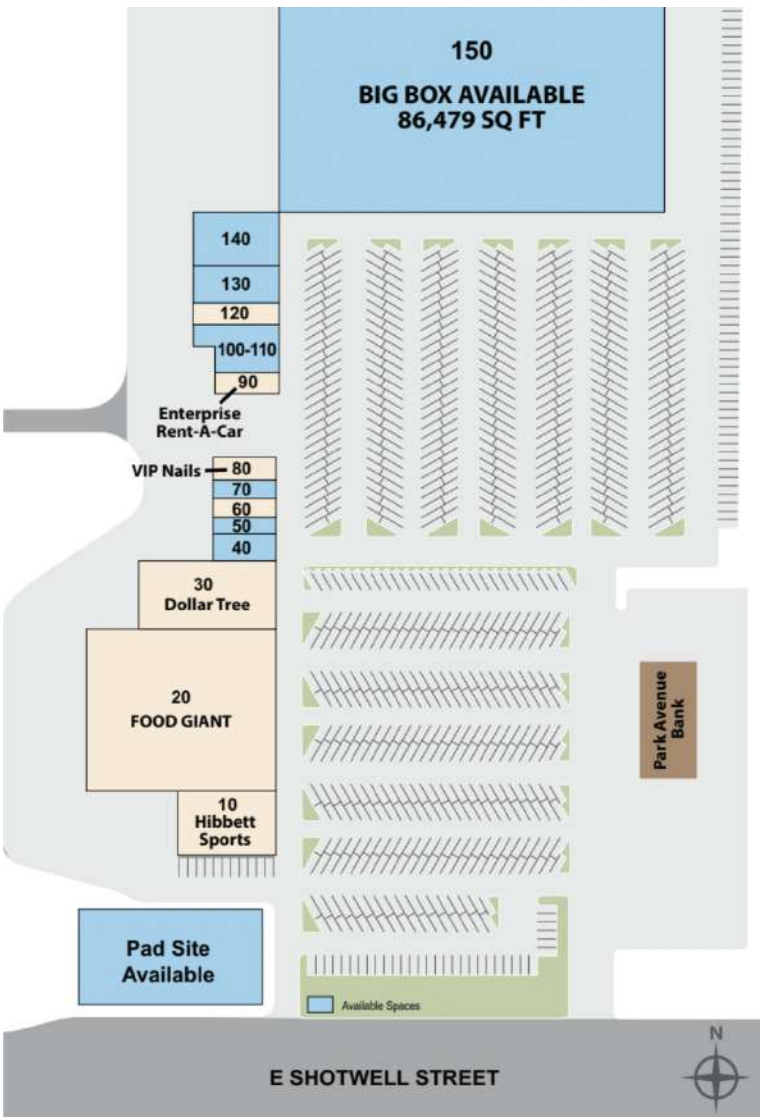 150
BIG BOX AVAILABLE
86,479 SQ FT
140
130
120
100-110
90
Enterprise
Rent-A-Car
VIP Nails
80
70
60
50
40
30
Dollar Tree
20
FOOD GIANT
10
Hibbett
Sports
Park Avenue
Bank
Pad Site
Available
Available Spaces
N
E SHOTWELL STREET